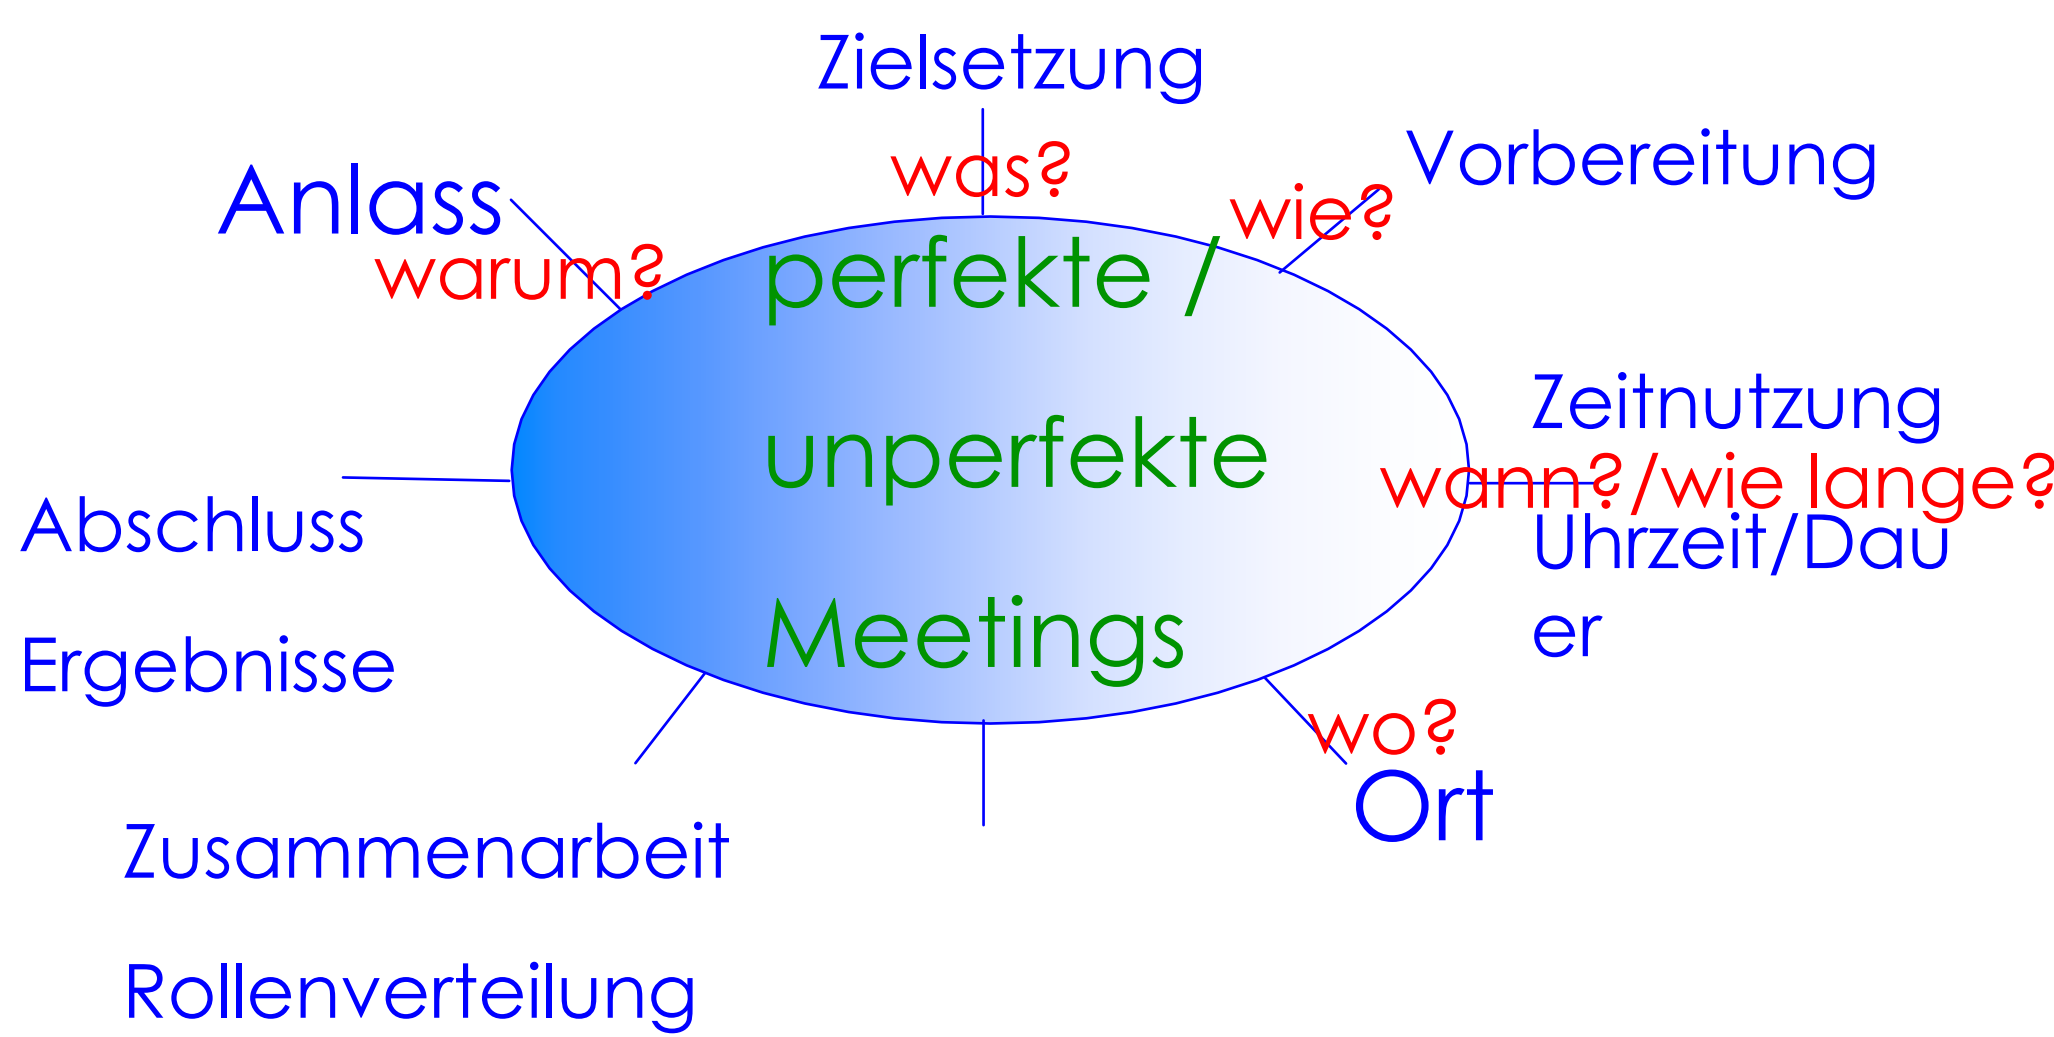 Zielsetzung
was?
Vorbereitung
wie?
Anlass
warum?
perfekte /
unperfekte
Meetings
Zeitnutzung
wann?/wie lange?
Uhrzeit/Dau
er
Abschluss
Ergebnisse
wo?
Ort
Zusammenarbeit
Rollenverteilung